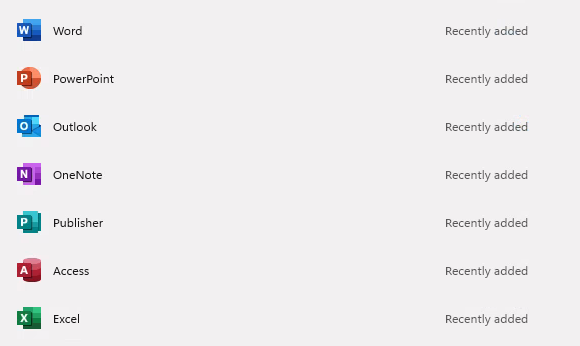 W Word Recently added
P PowerPoint Recently added
O Outlook Recently added
N OneNote Recently added
P Publisher Recently added
A Access Recently added
X Excel Recently added